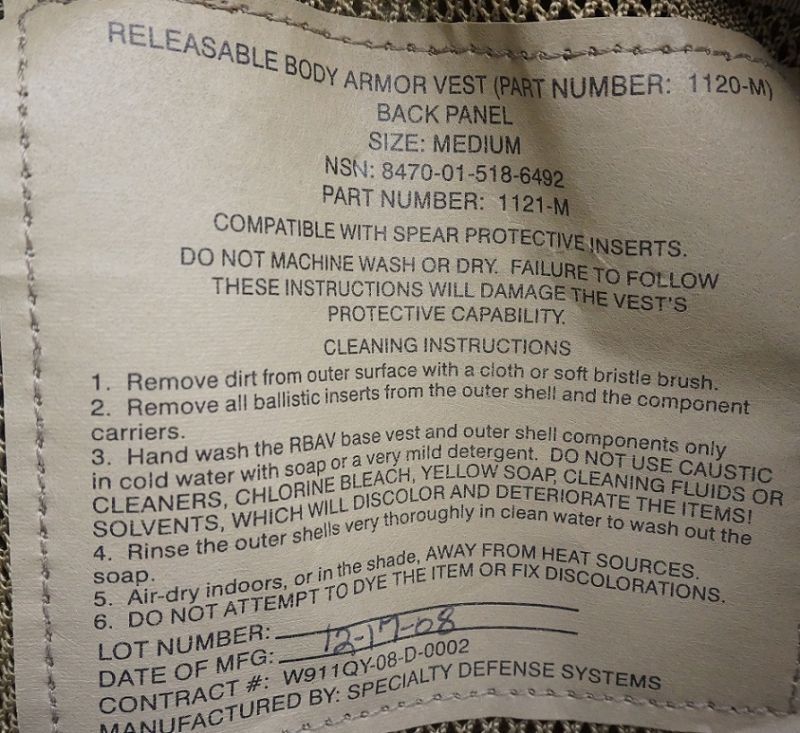 RELEASABLE BODY ARMOR VEST (PART NUMBER: 1120-M)
BACK PANEL
SIZE: MEDIUM
NSN: 8470-01-518-6492
PART NUMBER: 1121-M
COMPATIBLE WITH SPEAR PROTECTIVE INSERTS.
DO NOT MACHINE WASH OR DRY. FAILURE TO FOLLOW
THESE INSTRUCTIONS WILL DAMAGE THE VEST'S
PROTECTIVE CAPABILITY.
CLEANING INSTRUCTIONS
1. Remove dirt from outer surface with a cloth or soft bristle brush.
2. Remove all ballistic inserts from the outer shell and the component
carriers.
3. Hand wash the RBAV base vest and outer shell components only
in cold water with soap or a very mild detergent. DO NOT USE CAUSTIC
CLEANERS, CHLORINE BLEACH, YELLOW SOAP, CLEANING FLUIDS OR
SOLVENTS, WHICH WILL DISCOLOR AND DETERIORATE THE ITEMS!
4. Rinse the outer shells very thoroughly in clean water to wash out the
soap.
5. Air-dry indoors, or in the shade, AWAY FROM HEAT SOURCES.
6. DO NOT ATTEMPT TO DYE THE ITEM OR FIX DISCOLORATIONS.
LOT NUMBER:
DATE OF MFG: 12-17-08
CONTRACT #: W911QY-08-D-0002
MANUFACTURED BY: SPECIALTY DEFENSE SYSTEMS